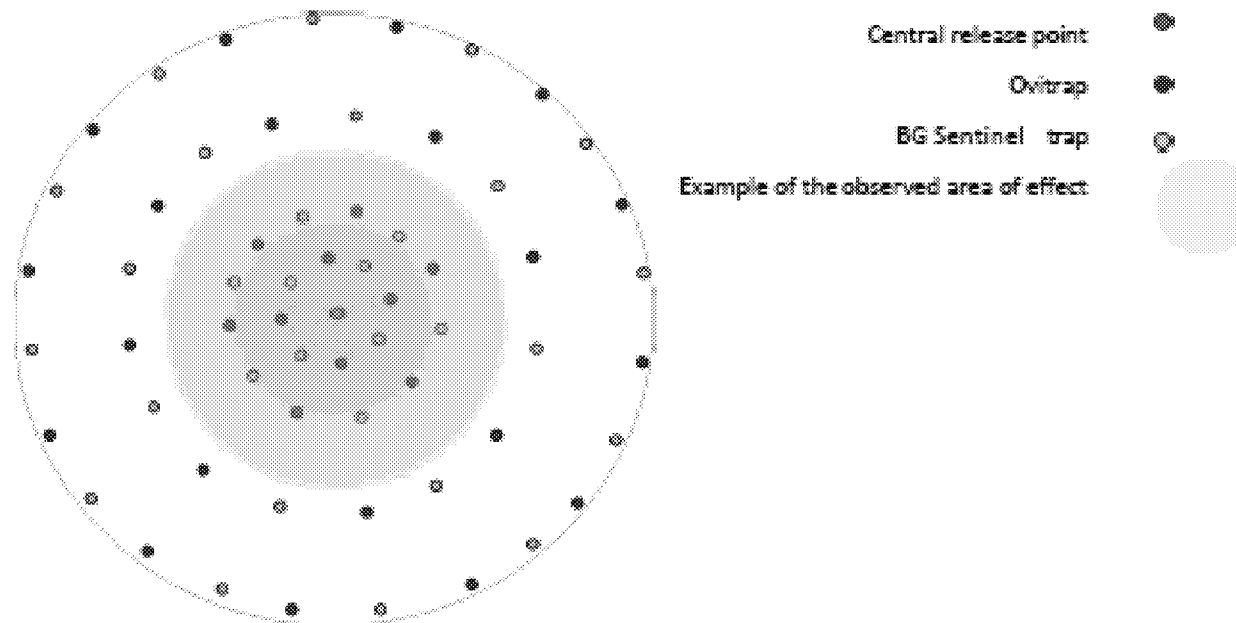 Central release point
Ovitrap
BG Sentinel trap
Example of the observed area of effect